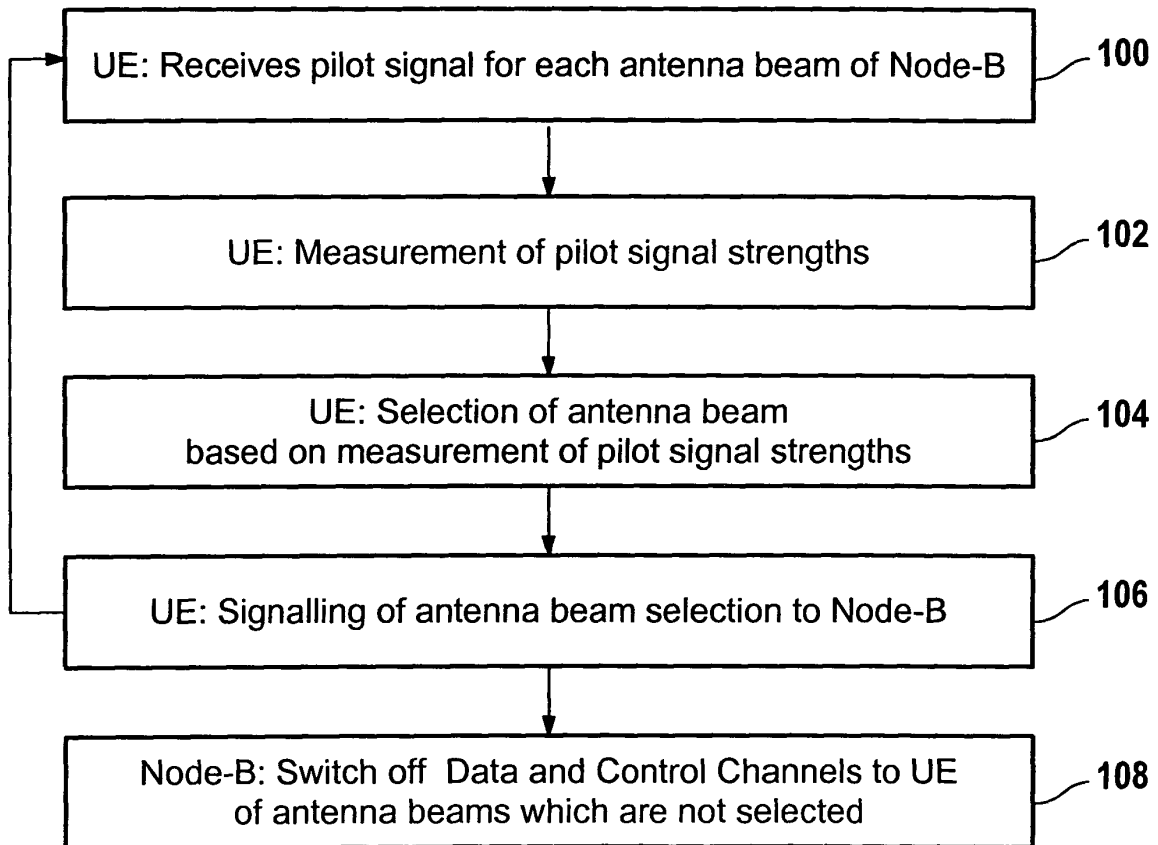 UE: Receives pilot signal for each antenna beam of Node-B
100
UE: Measurement of pilot signal strengths
102
UE: Selection of antenna beam
based on measurement of pilot signal strengths
104
UE: Signalling of antenna beam selection to Node-B
106
Node-B: Switch off Data and Control Channels to UE
of antenna beams which are not selected
108